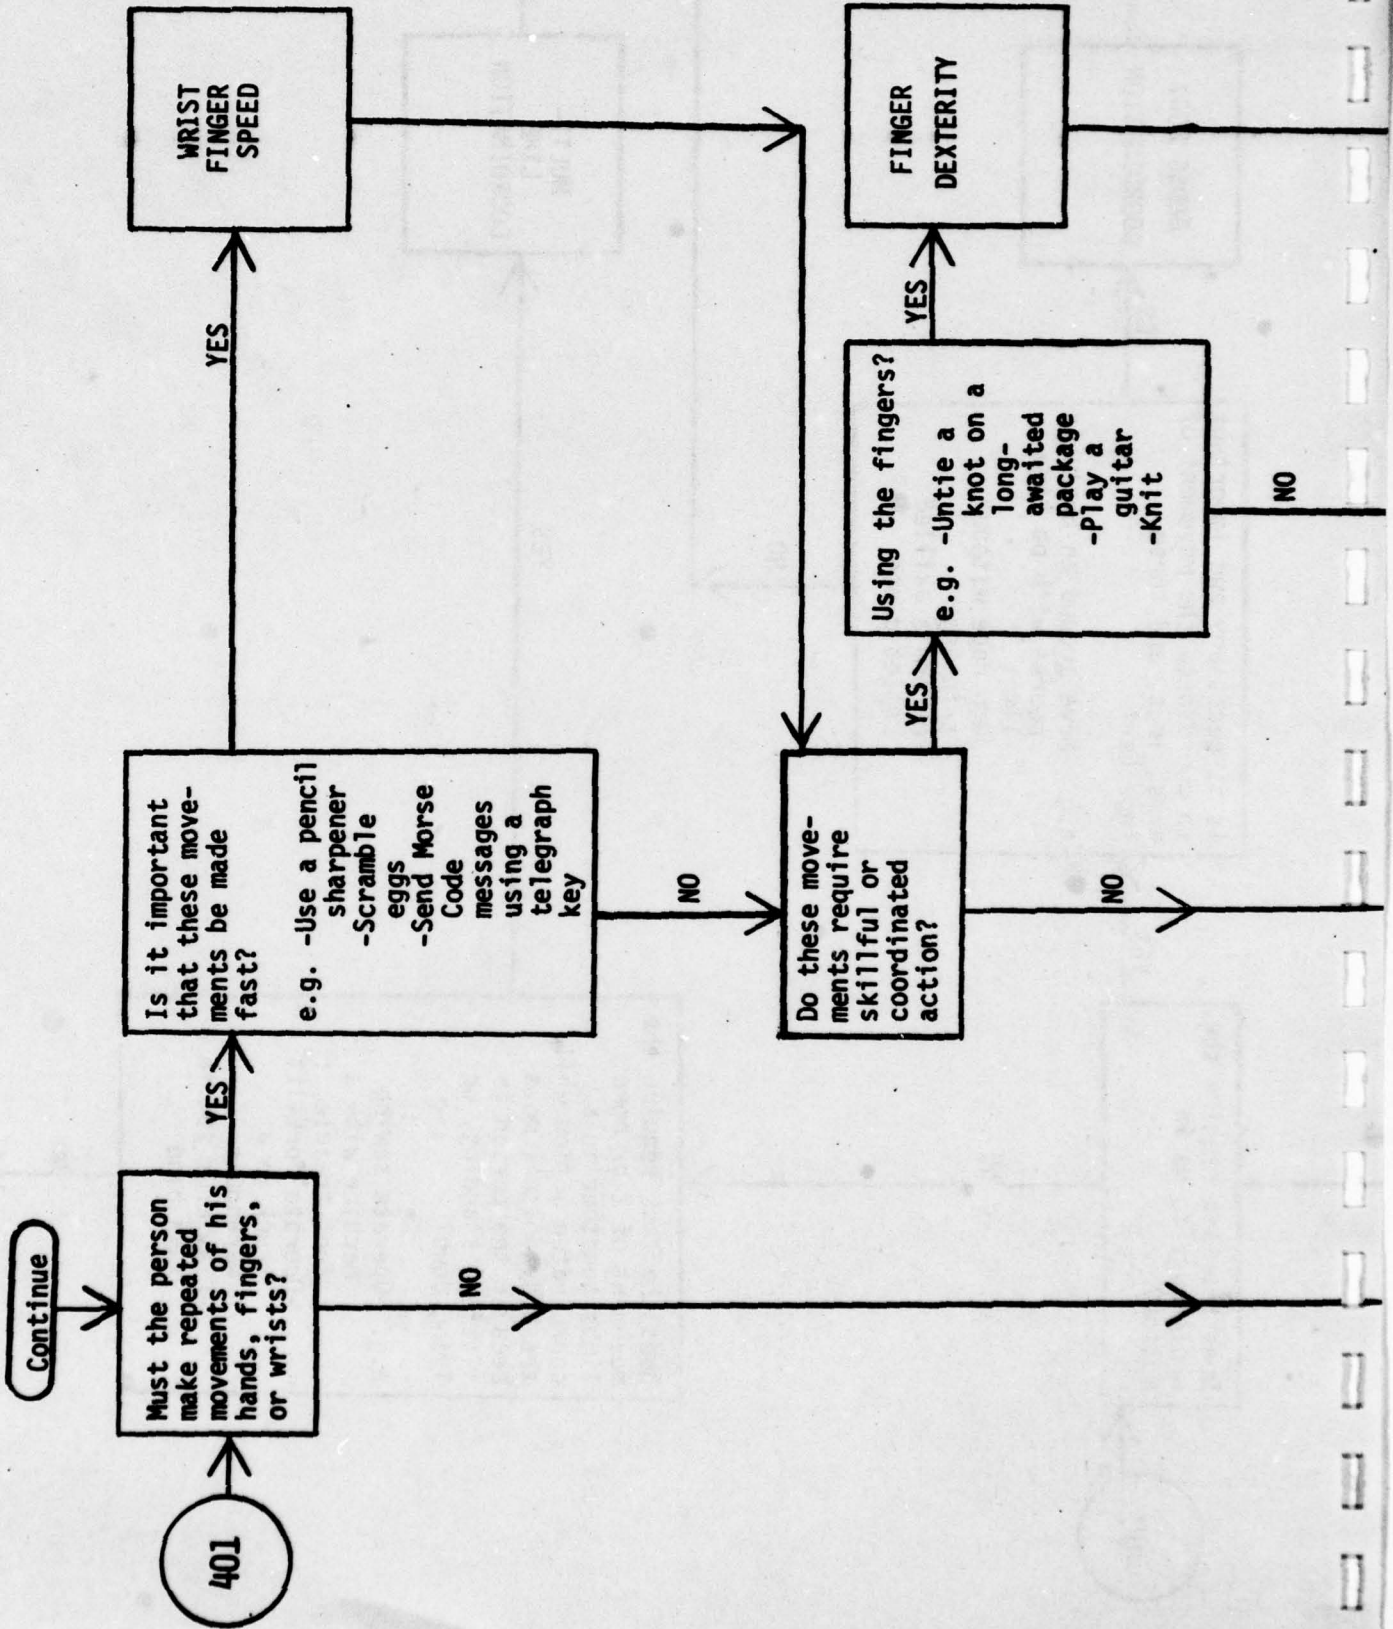 Continue
401
Must the person
make repeated
movements of his
hands, fingers,
or wrists?
YES
NO
Is it important
that these move-
ments be made
fast?
e.g. -Use a pencil
sharpener
-Scramble
eggs
-Send Morse
Code
messages
using a
telegraph
key
YES
NO
WRIST
FINGER
SPEED
Do these move-
ments require
skillful or
coordinated
action?
YES
NO
Using the fingers?
e.g. -Untie a
knot on a
long-
awaited
package
-Play a
guitar
-Knit
YES
NO
FINGER
DEXTERITY